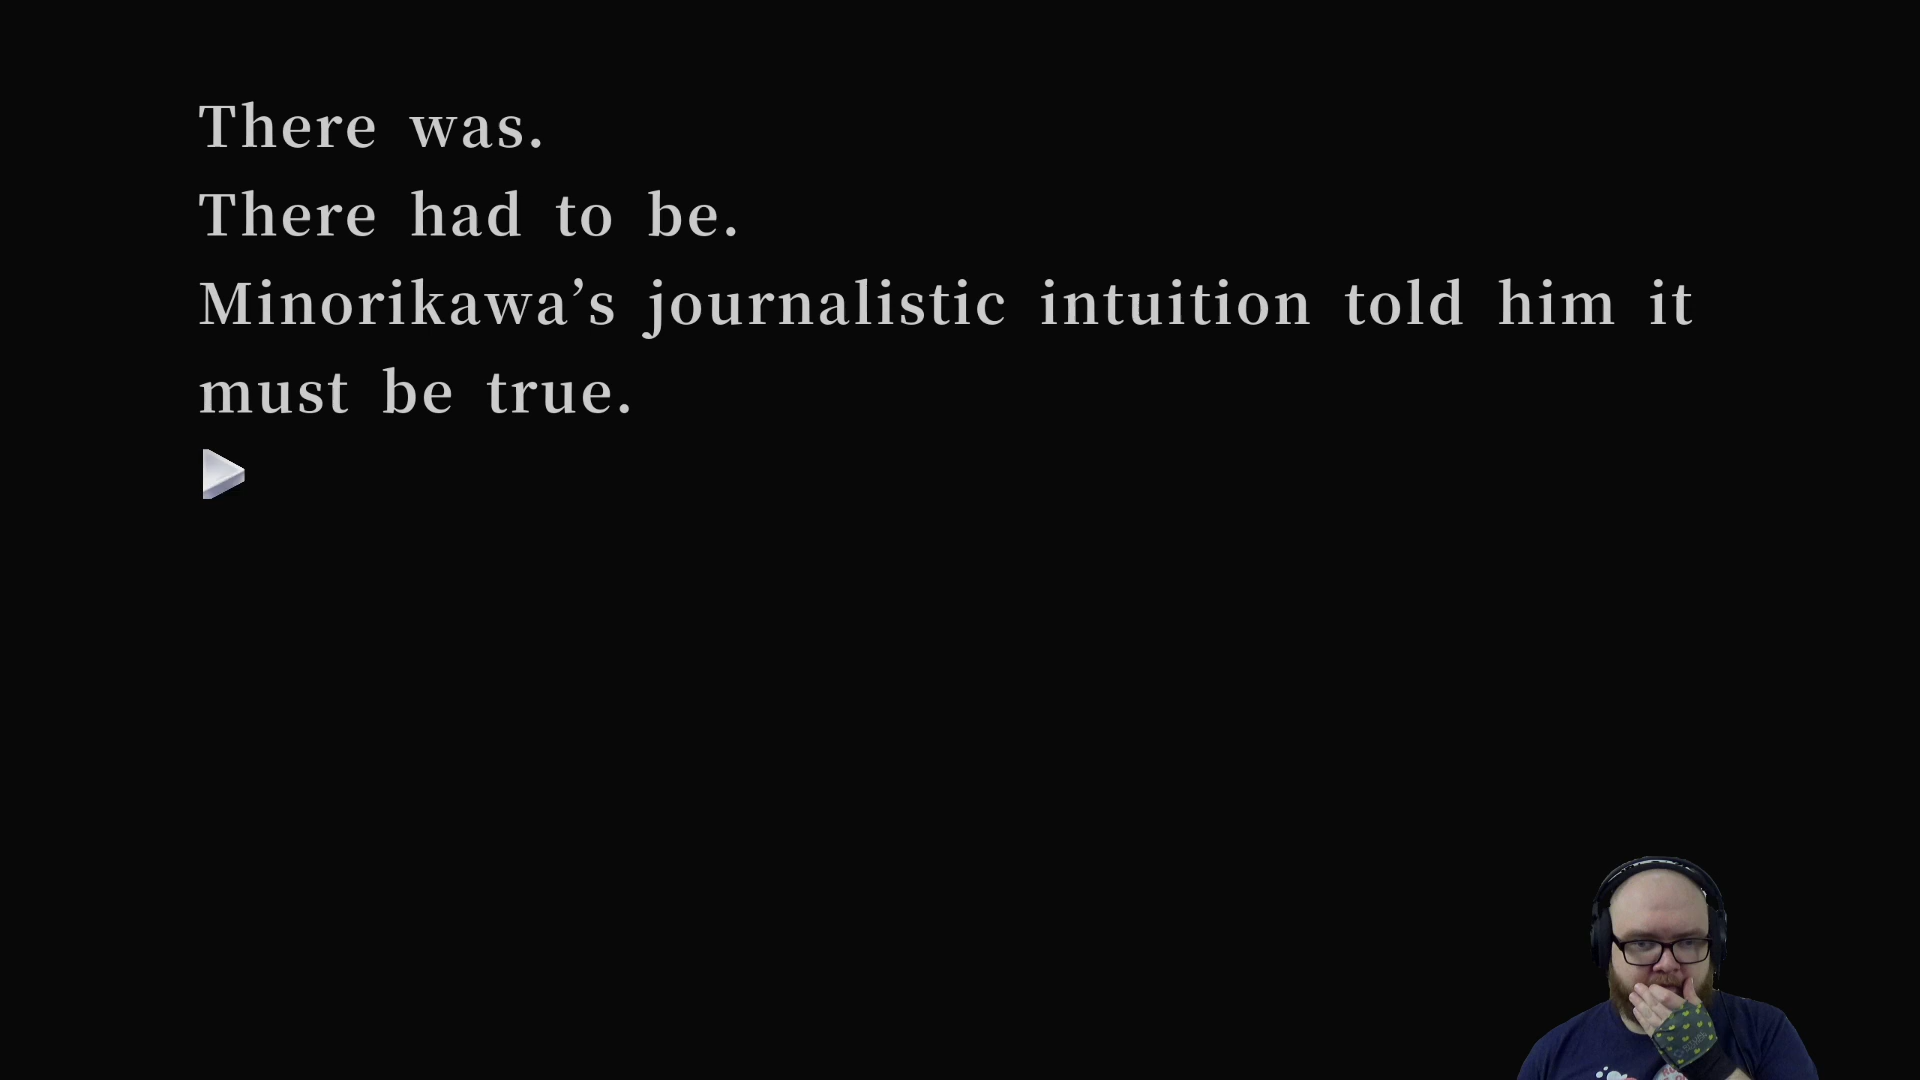 There was.
There had to be.
Minorikawa’s journalistic intuition told him it
must be true.